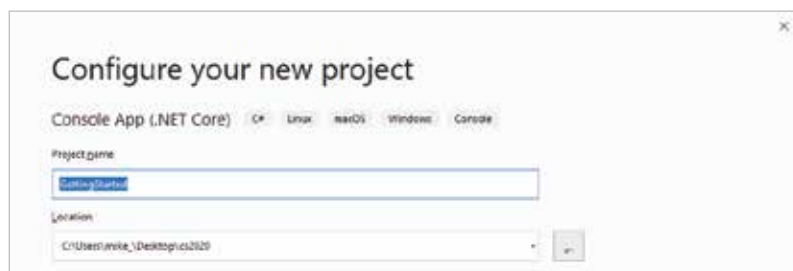 Configure your new project
Console App (.NET Core) C# Linux macOS Windows Console
Project name
GettingStarted
Location
C:\Users\mike_\Desktop\cs2020
...